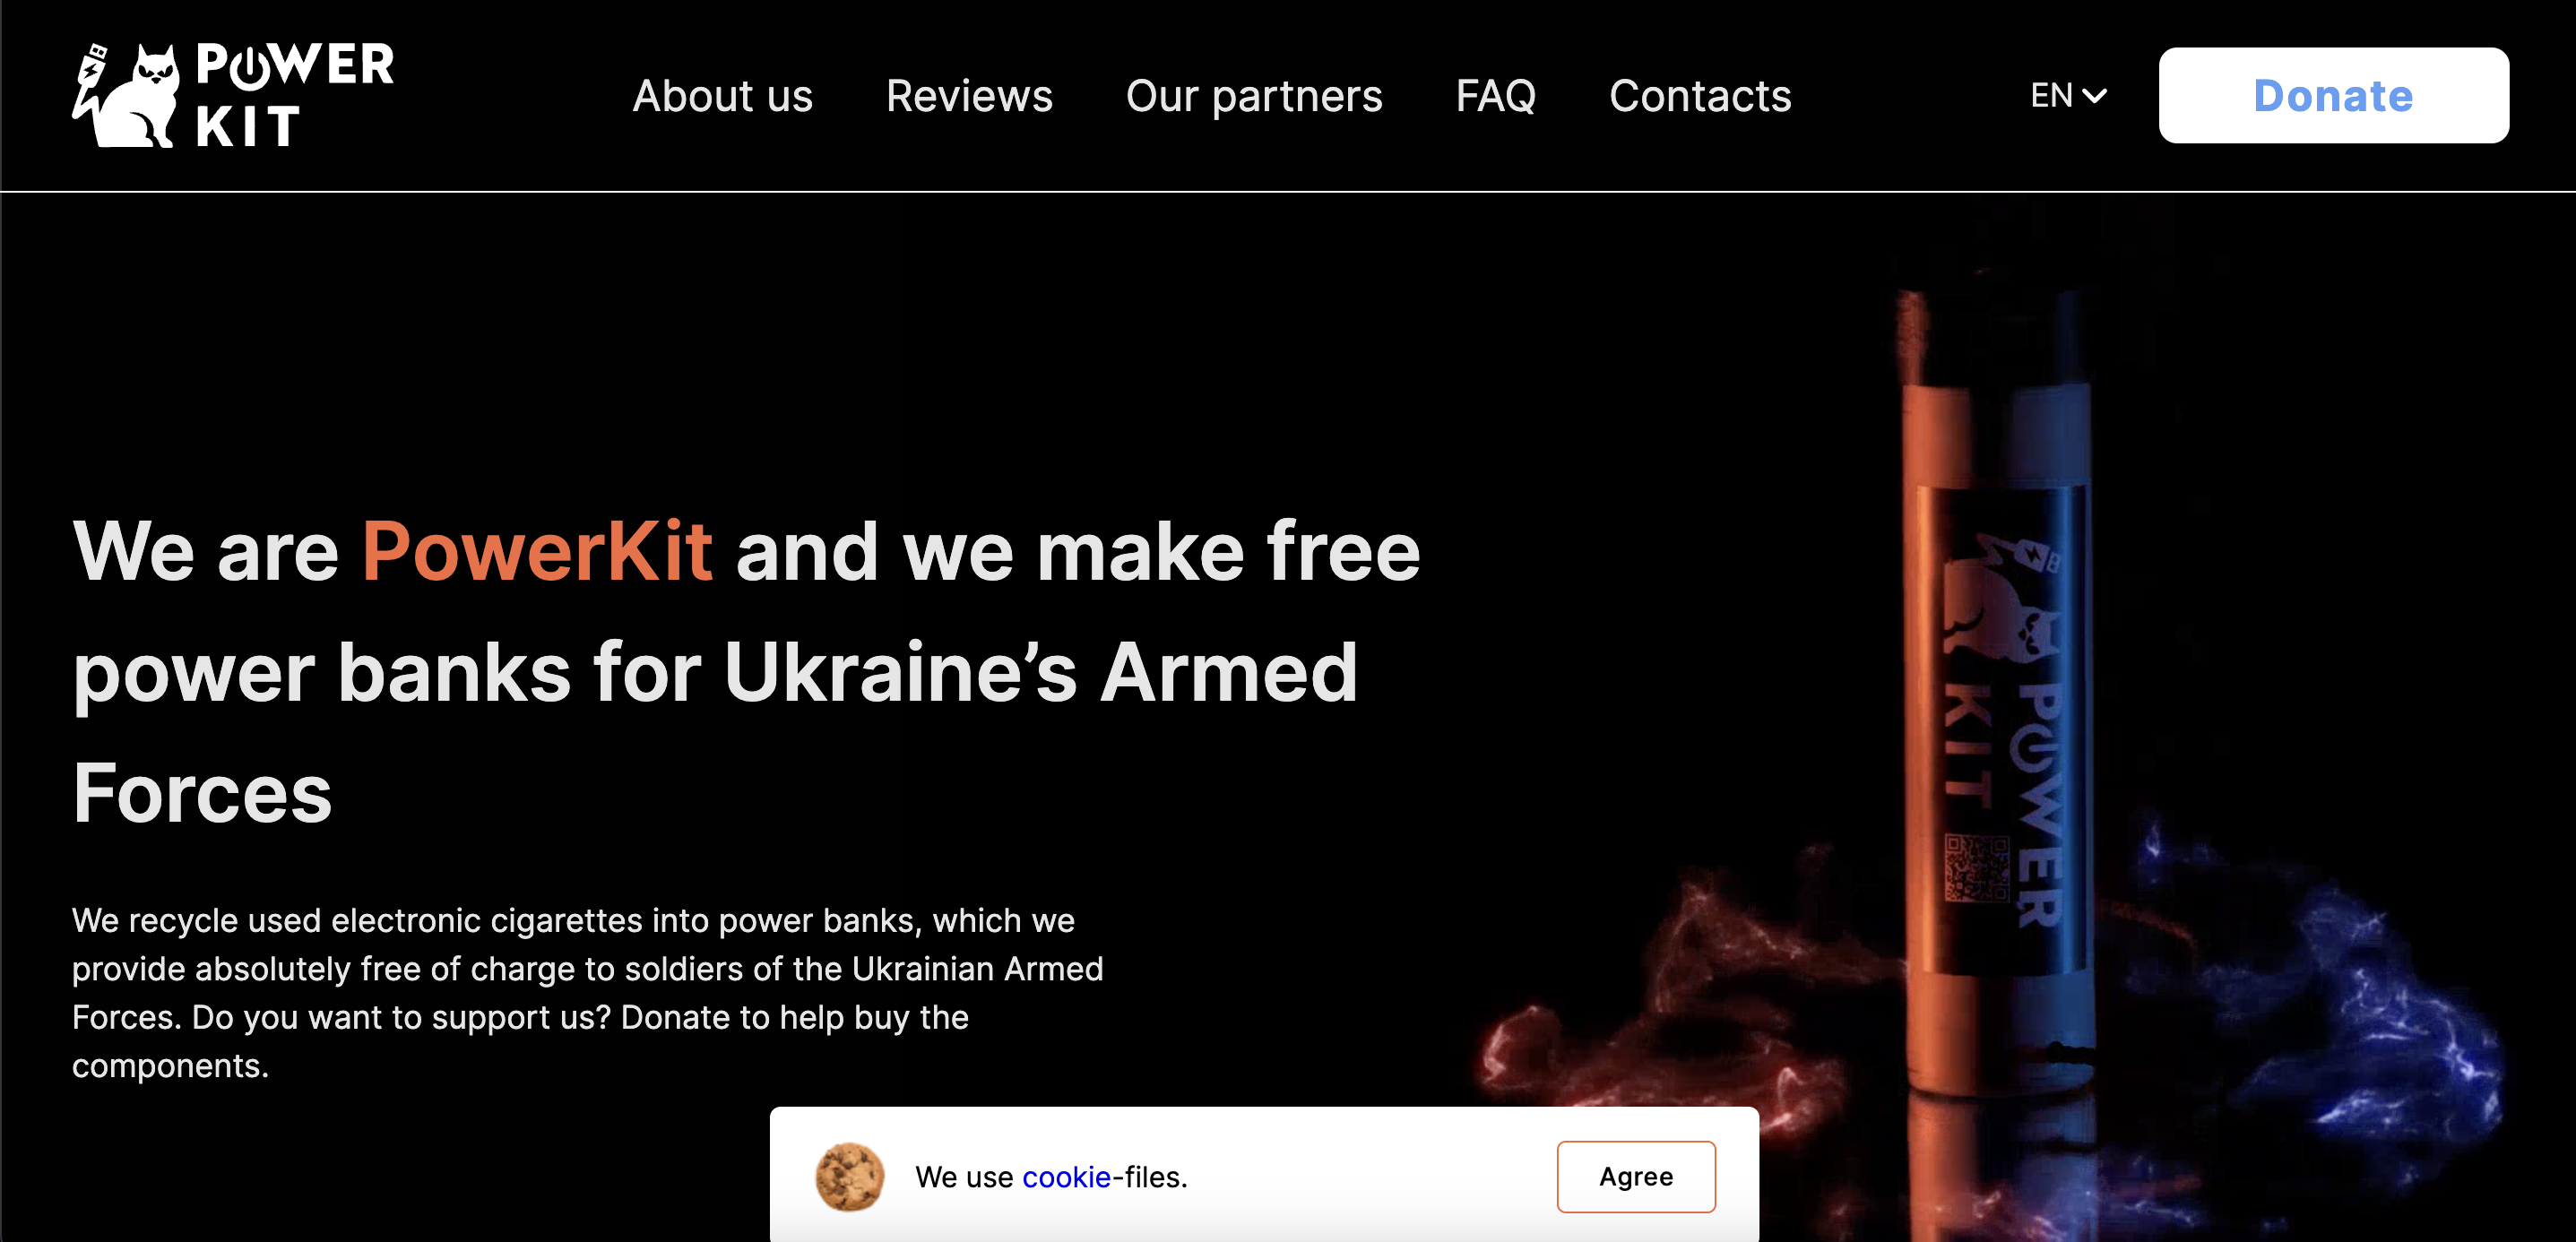 POWER
KIT
About us
Reviews
Our partners
FAQ
Contacts
EN
Donate
We are PowerKit and we make free
power banks for Ukraine’s Armed
Forces
We recycle used electronic cigarettes into power banks, which we
provide absolutely free of charge to soldiers of the Ukrainian Armed
Forces. Do you want to support us? Donate to help buy the
components.
POWER
KIT
We use cookie-files.
Agree